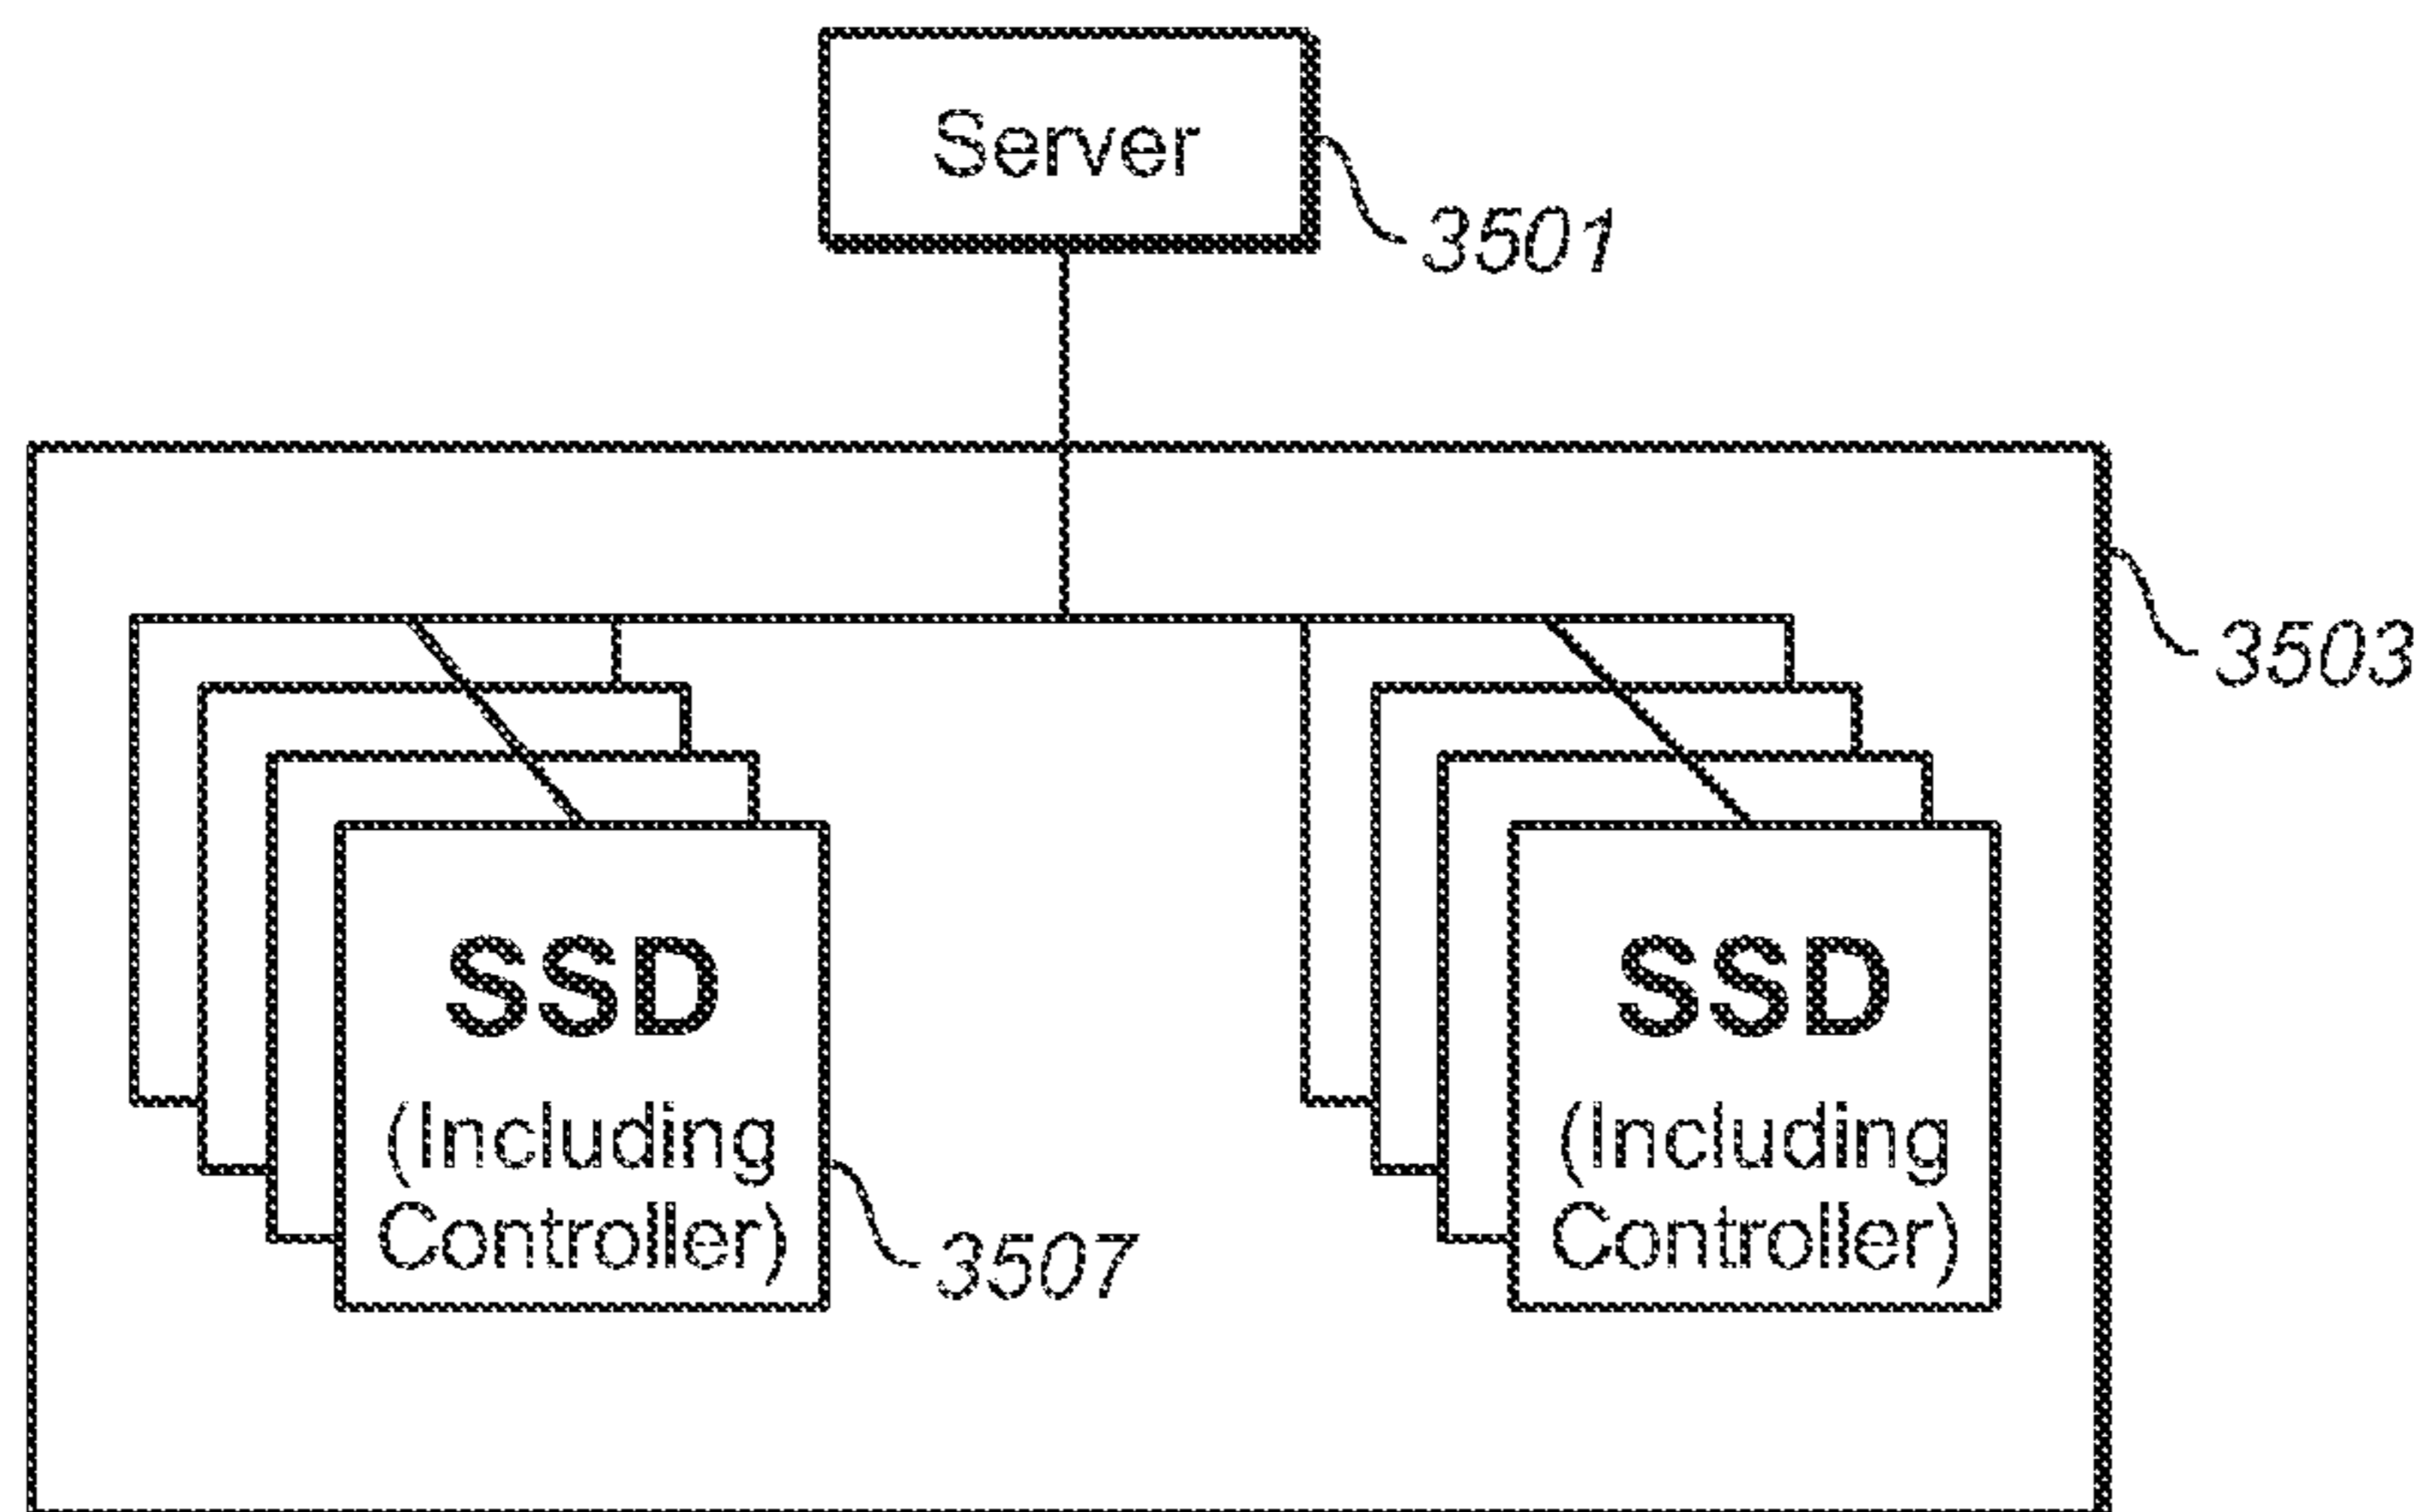 Server
3501
3503
SSD
(Including
Controller)
3507
SSD
(Including
Controller)